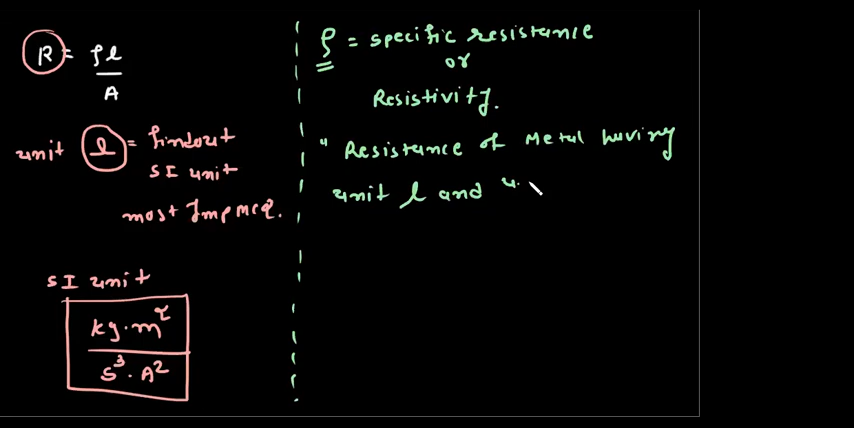 R = ρl
A
unit l = findout
SI unit
most Imp MCQ.
SI unit
kg·m²
s³·A²
ρ = specific resistance
or
Resistivity.
" Resistance of Metal having
unit l and u